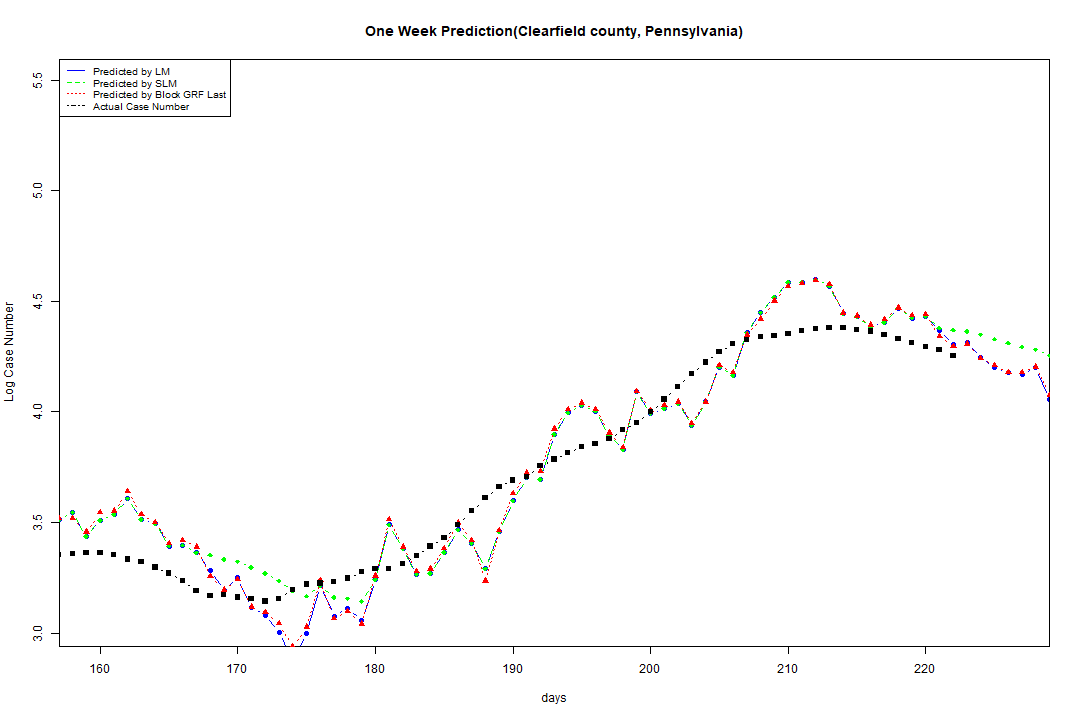 One Week Prediction(Clearfield county, Pennsylvania)
Predicted by LM
Predicted by SLM
Predicted by Block GRF Last
Actual Case Number
5.5
5.0
4.5
4.0
3.5
3.0
Log Case Number
160 170 180 190 200 210 220
days